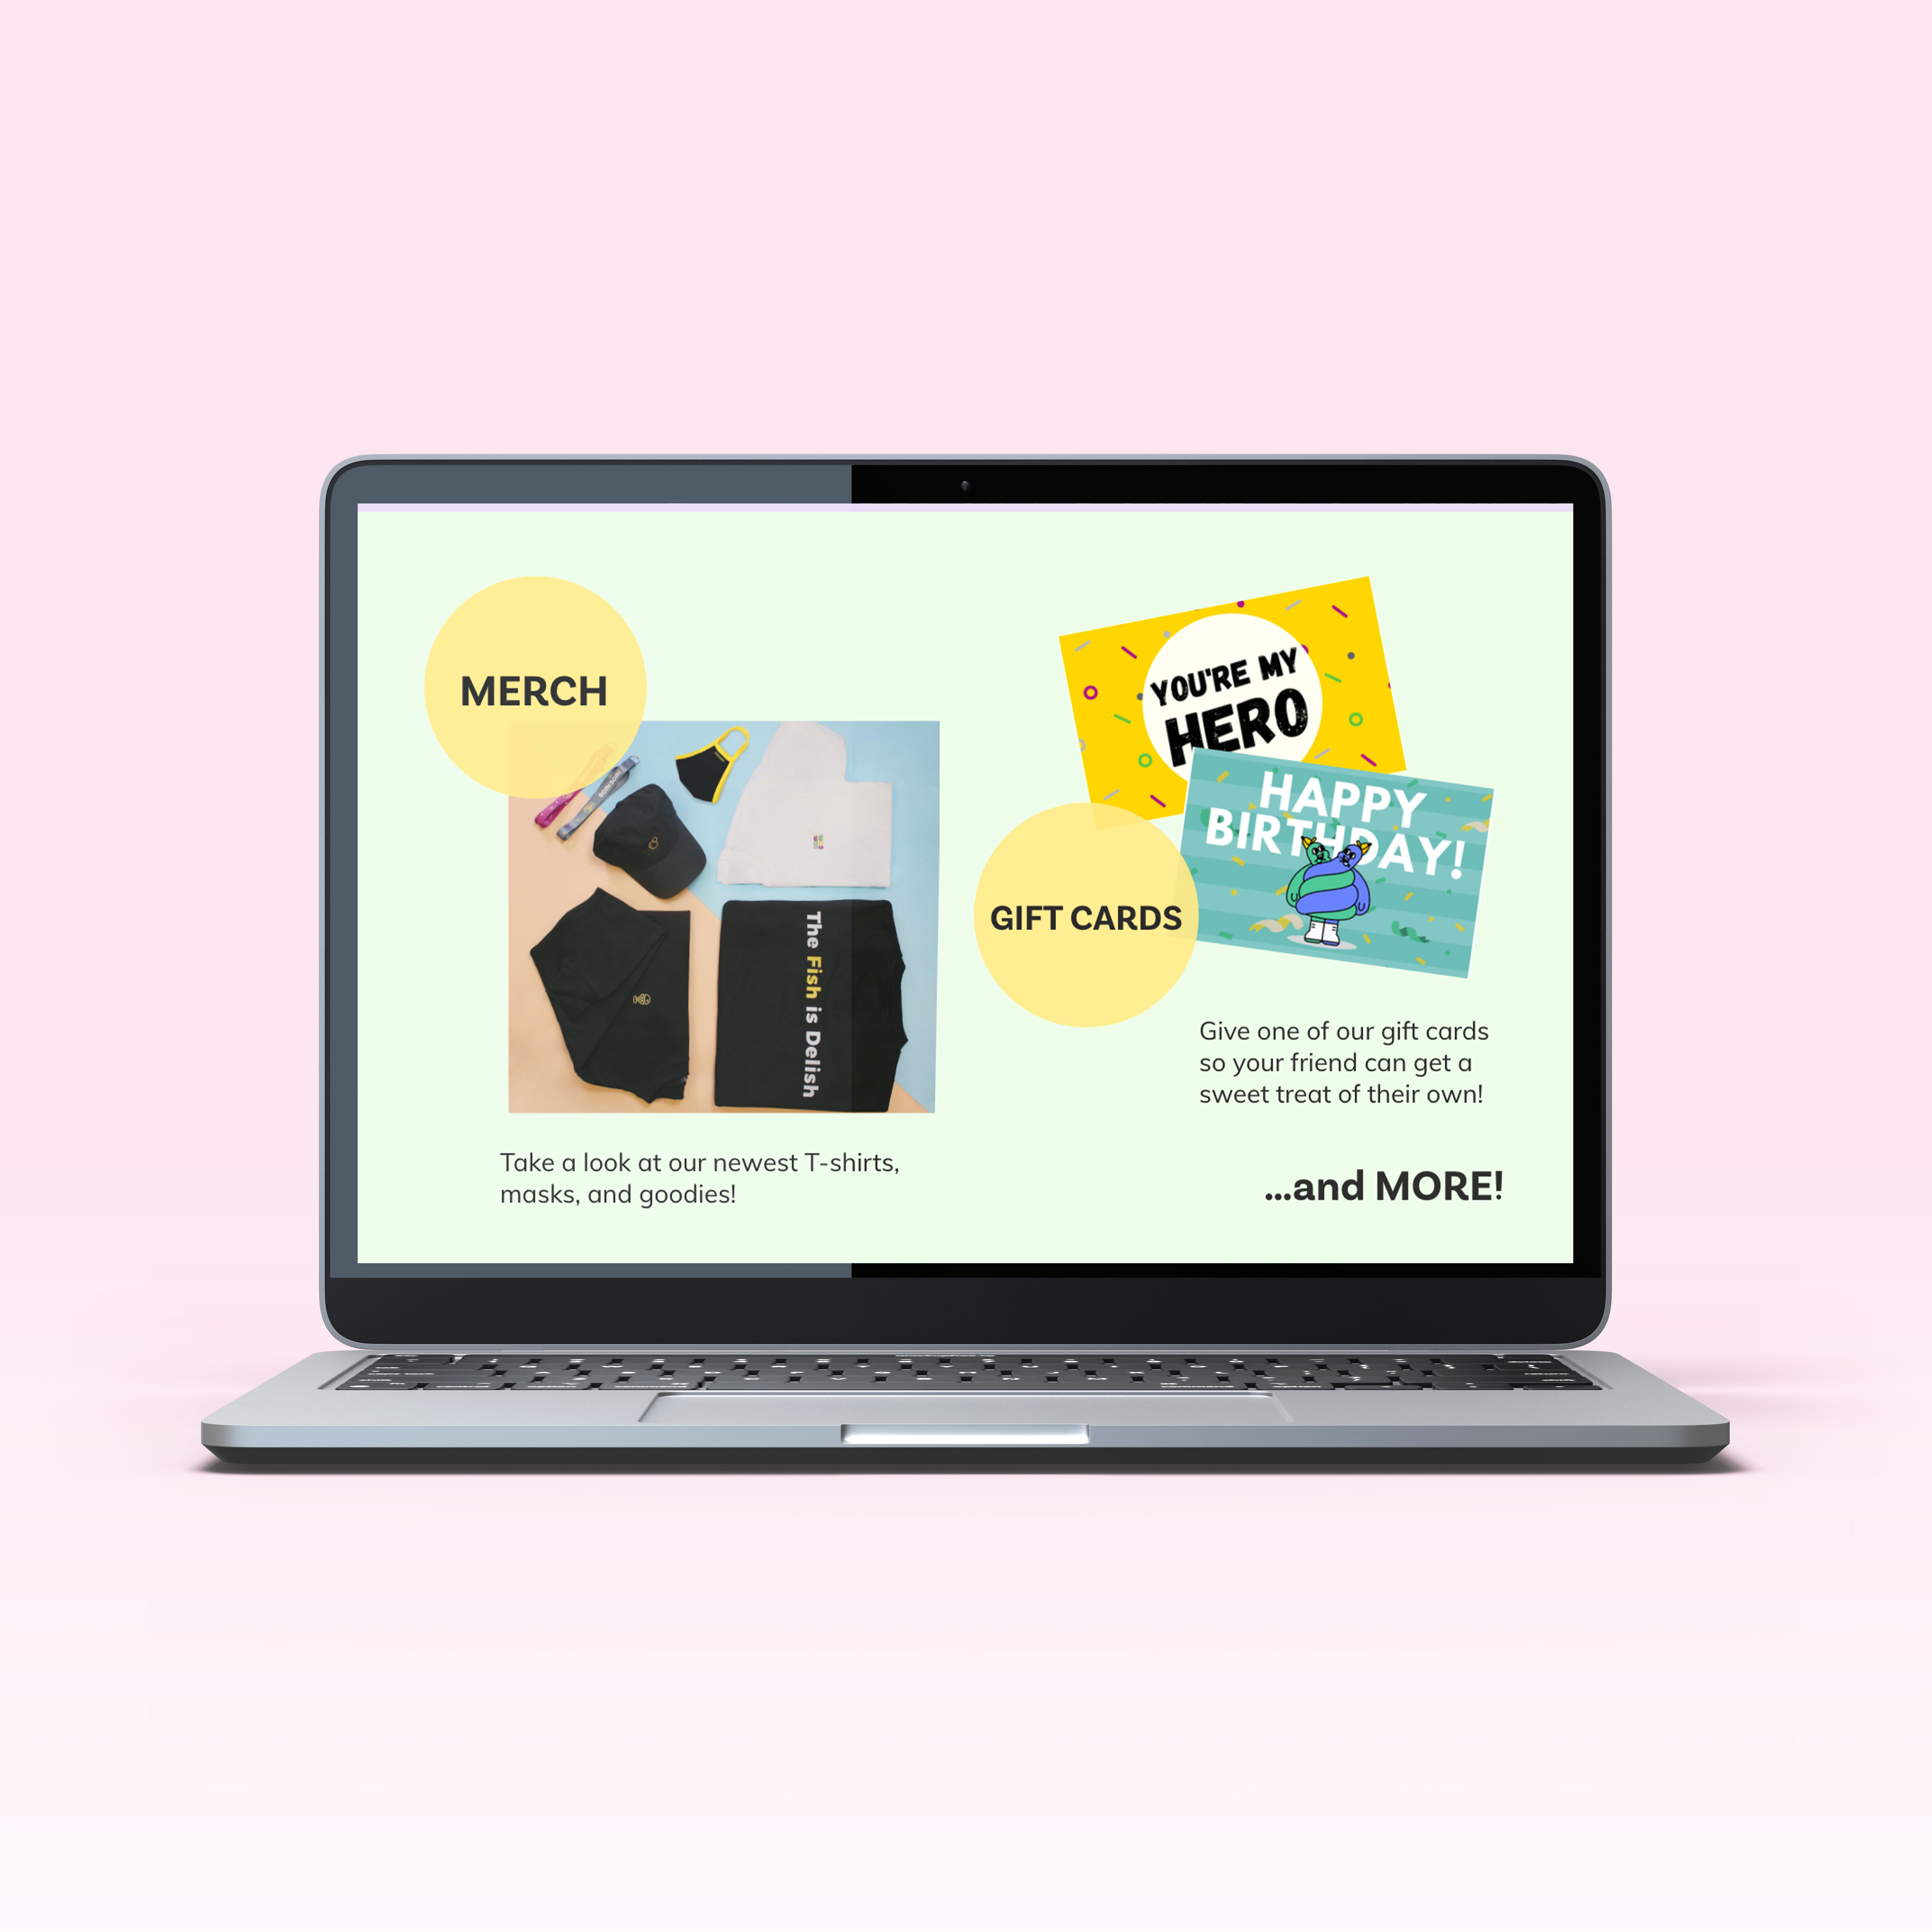 MERCH
The Fish is Delish
Take a look at our newest T-shirts,
masks, and goodies!
YOU'RE MY
HERO
HAPPY
BIRTHDAY!
GIFT CARDS
Give one of our gift cards
so your friend can get a
sweet treat of their own!
...and MORE!